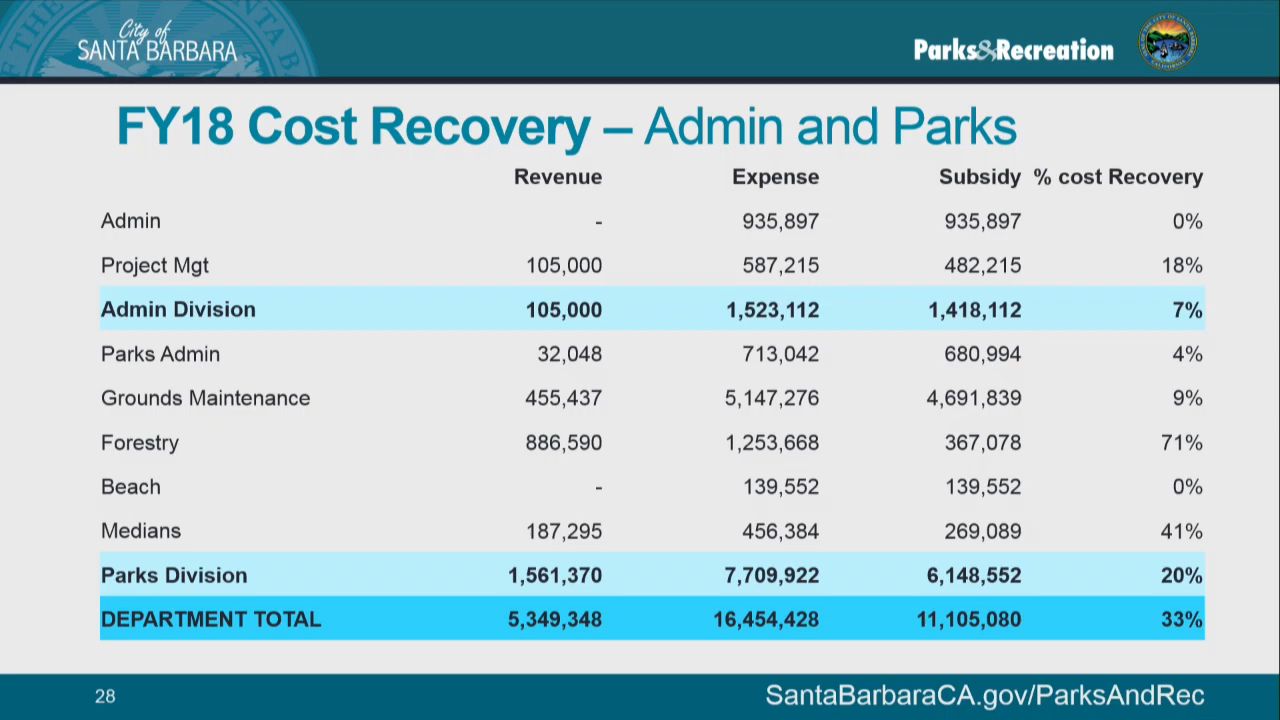 City of
SANTA BARBARA
Parks&Recreation
FY18 Cost Recovery – Admin and Parks
Revenue Expense Subsidy % cost Recovery
Admin - 935,897 935,897 0%
Project Mgt 105,000 587,215 482,215 18%
Admin Division 105,000 1,523,112 1,418,112 7%
Parks Admin 32,048 713,042 680,994 4%
Grounds Maintenance 455,437 5,147,276 4,691,839 9%
Forestry 886,590 1,253,668 367,078 71%
Beach - 139,552 139,552 0%
Medians 187,295 456,384 269,089 41%
Parks Division 1,561,370 7,709,922 6,148,552 20%
DEPARTMENT TOTAL 5,349,348 16,454,428 11,105,080 33%
28
SantaBarbaraCA.gov/ParksAndRec